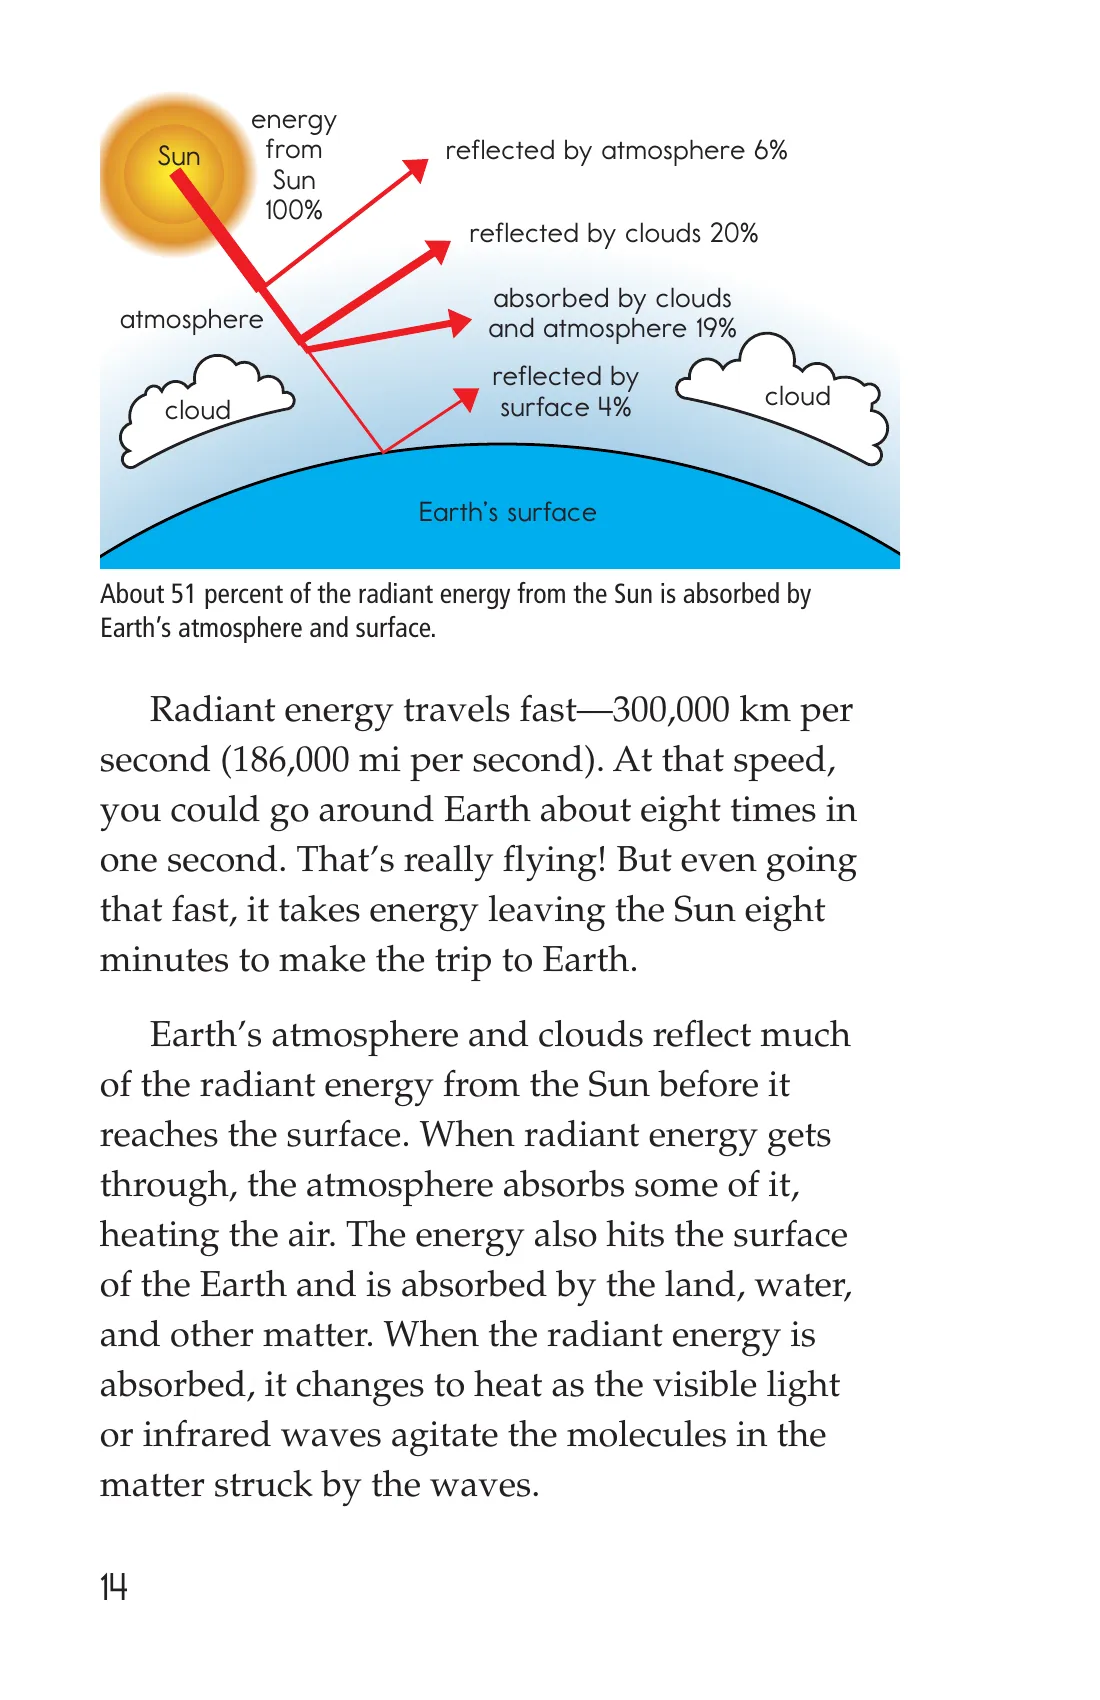 Sun
energy
from
Sun
100%
reflected by atmosphere 6%
reflected by clouds 20%
absorbed by clouds
and atmosphere 19%
atmosphere
reflected by
surface 4%
cloud
cloud
Earth's surface
About 51 percent of the radiant energy from the Sun is absorbed by
Earth's atmosphere and surface.
Radiant energy travels fast—300,000 km per
second (186,000 mi per second). At that speed,
you could go around Earth about eight times in
one second. That's really flying! But even going
that fast, it takes energy leaving the Sun eight
minutes to make the trip to Earth.
Earth's atmosphere and clouds reflect much
of the radiant energy from the Sun before it
reaches the surface. When radiant energy gets
through, the atmosphere absorbs some of it,
heating the air. The energy also hits the surface
of the Earth and is absorbed by the land, water,
and other matter. When the radiant energy is
absorbed, it changes to heat as the visible light
or infrared waves agitate the molecules in the
matter struck by the waves.
14